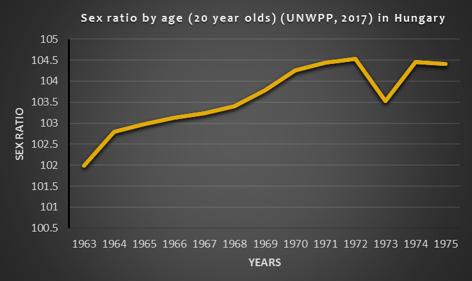 Sex ratio by age (20 year olds) (UNWPP, 2017) in Hungary
105
104.5
104
103.5
103
102.5
102
101.5
101
100.5
SEX RATIO
1963 1964 1965 1966 1967 1968 1969 1970 1971 1972 1973 1974 1975
YEARS